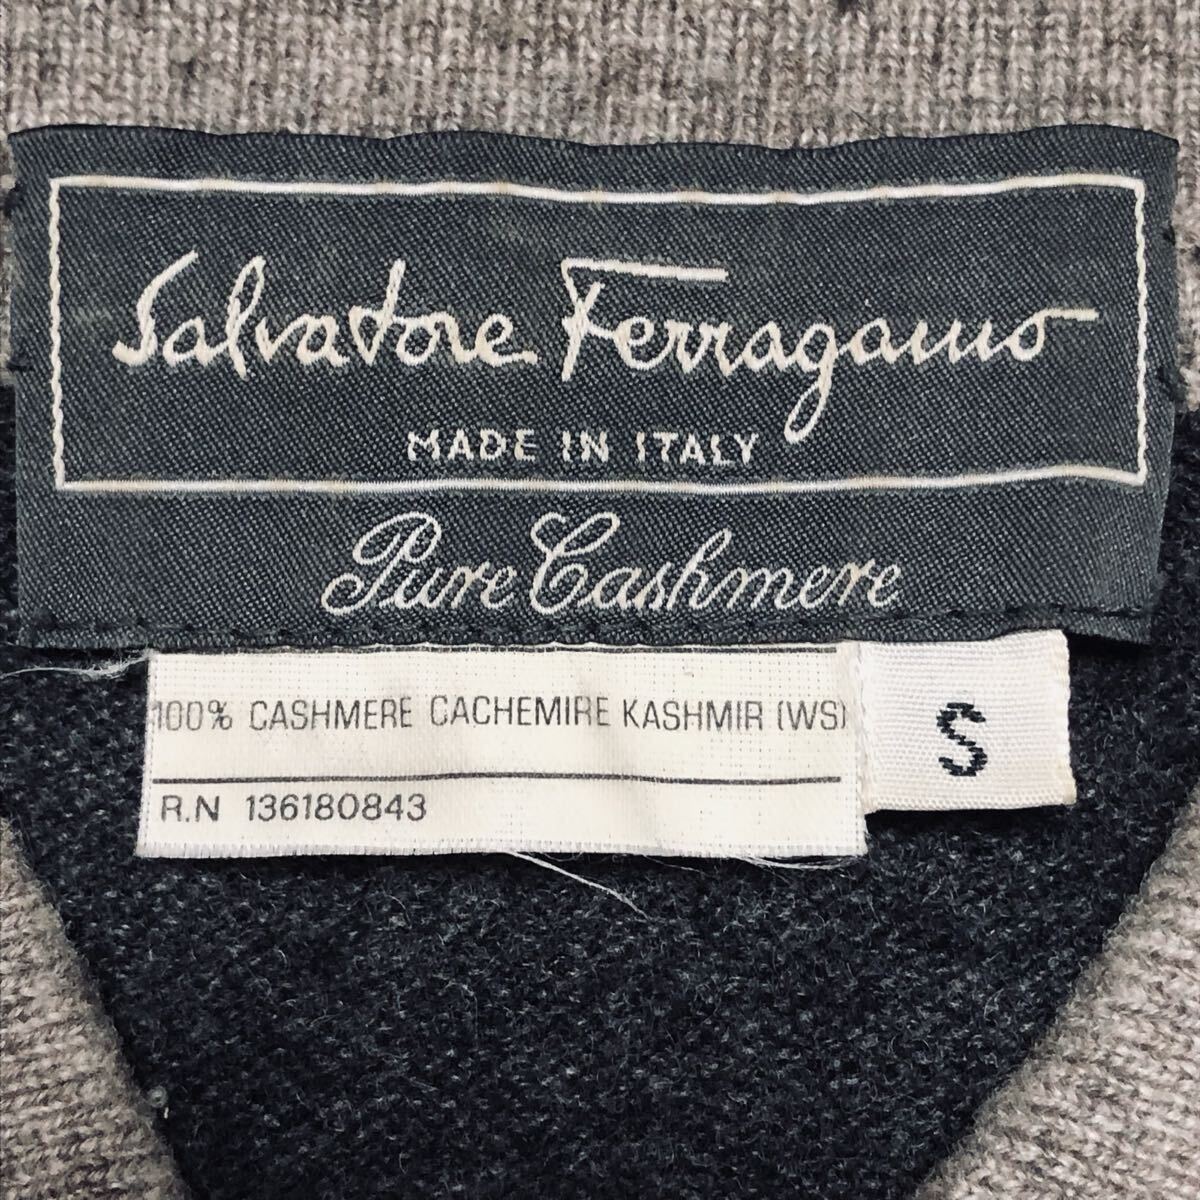 Salvatore Ferragamo
MADE IN ITALY
Pure Cashmere
100% CASHMERE CACHEMIRE KASHMIR (WS)
S
R.N 136180843